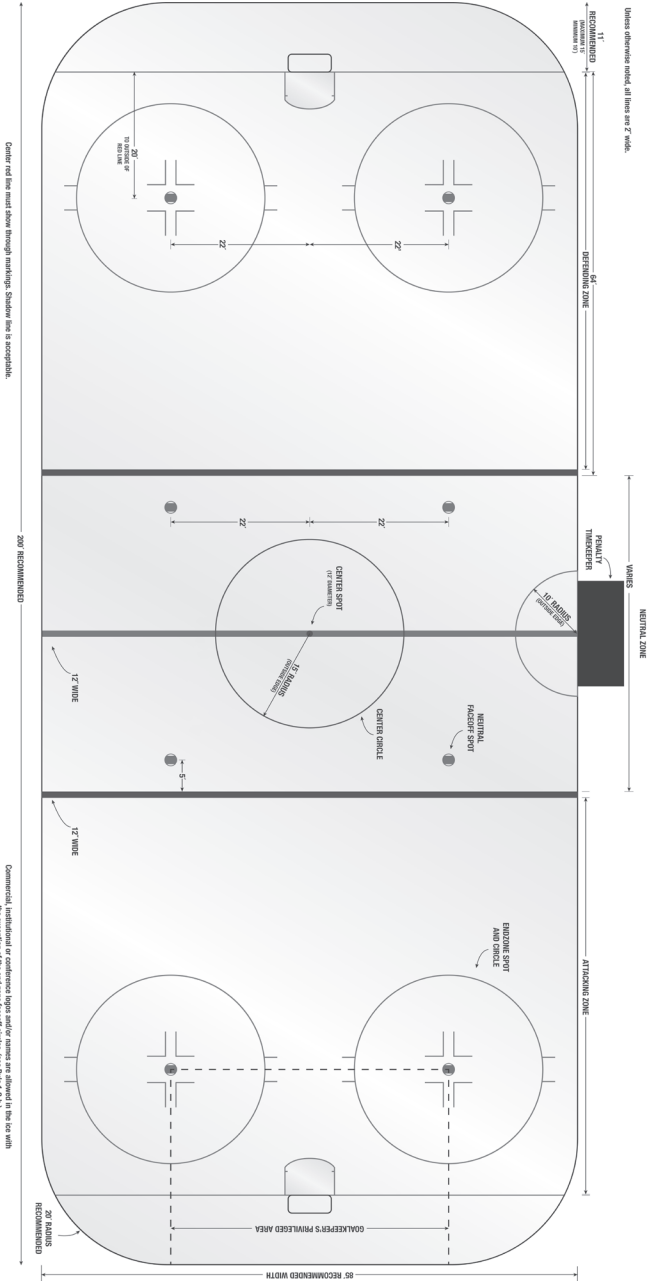 Unless otherwise noted, all lines are 2" wide.
11'
RECOMMENDED
(MAXIMUM 15'
MINIMUM 10')
64'
DEFENDING ZONE
NEUTRAL ZONE
VARIES
PENALTY
TIMEKEEPER
ATTACKING ZONE
10' RADIUS
(OUTSIDE EDGE)
20'
TO OUTSIDE OF
RED LINE
22'
22'
22'
22'
CENTER SPOT
(12" DIAMETER)
15' RADIUS
(OUTSIDE EDGE)
CENTER CIRCLE
NEUTRAL
FACEOFF SPOT
5'
ENDZONE SPOT
AND CIRCLE
12" WIDE
12" WIDE
GOALKEEPER'S PRIVILEGED AREA
85' RECOMMENDED WIDTH
20' RADIUS
RECOMMENDED
200' RECOMMENDED
Center red line must show through markings. Shadow line is acceptable.
Commercial, institutional or conference logos and/or names are allowed in the ice with